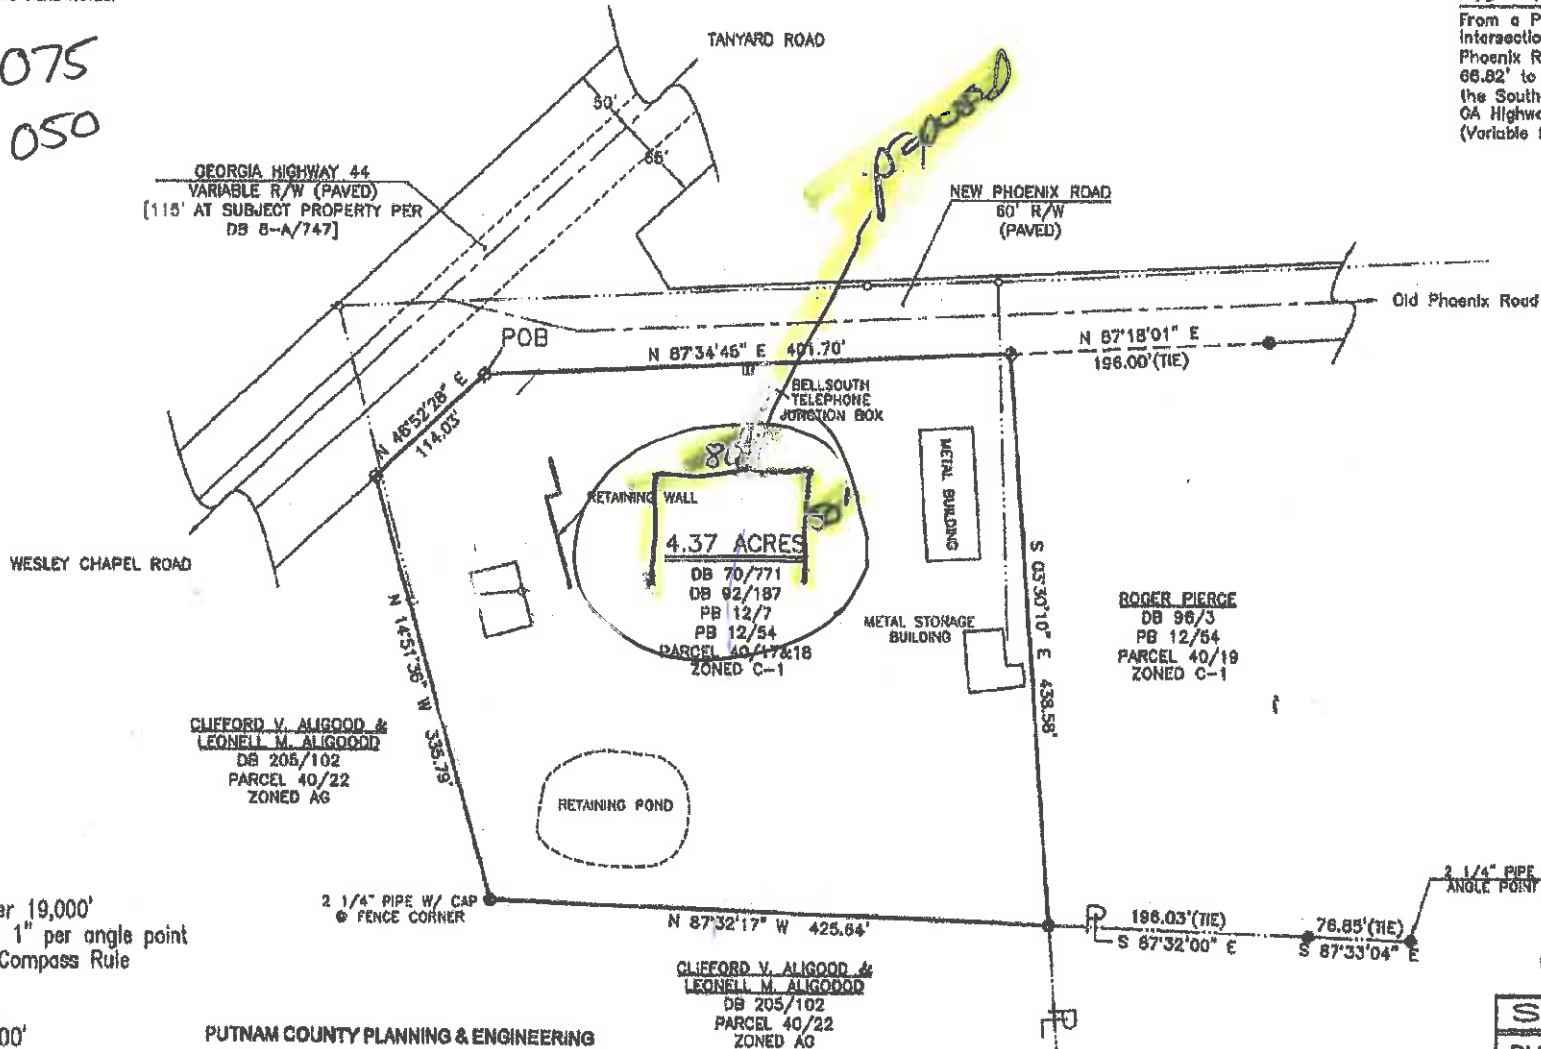 075
050
TANYARD ROAD
From a P
Intersectio
Phoenix R
66.82' to
the South
GA Highwa
(Variable
50'
65'
GEORGIA HIGHWAY 44
VARIABLE R/W (PAVED)
[115' AT SUBJECT PROPERTY PER
DB 8-A/747]
NEW PHOENIX ROAD
60' R/W
(PAVED)
Old Phoenix Road
POB
N 87°34'45" E 401.70'
N 87°18'01" E
196.00'(TIE)
N 46°52'28" E
114.03'
BELLSOUTH
TELEPHONE
JUNCTION BOX
RETAINING WALL
METAL BUILDING
WESLEY CHAPEL ROAD
4.37 ACRES
DB 70/771
DB 92/187
PB 12/7
PB 12/54
PARCEL 40/17&18
ZONED C-1
METAL STORAGE
BUILDING
S 03°30'10" E 438.58'
ROGER PIERCE
DB 96/3
PB 12/54
PARCEL 40/19
ZONED C-1
N 14°51'36" W 335.79'
CLIFFORD V. ALIGOOD &
LEONELL M. ALIGOOOD
DB 205/102
PARCEL 40/22
ZONED AG
RETAINING POND
2 1/4" PIPE W/ CAP
@ FENCE CORNER
N 87°32'17" W 425.64'
2 1/4" PIPE
ANGLE POINT
196.03'(TIE)
S 87°32'00" E
76.85'(TIE)
S 87°33'04" E
er 19,000'
1" per angle point
Compass Rule
CLIFFORD V. ALIGOOD &
LEONELL M. ALIGOOOD
DB 205/102
PARCEL 40/22
ZONED AG
00'
PUTNAM COUNTY PLANNING & ENGINEERING
S